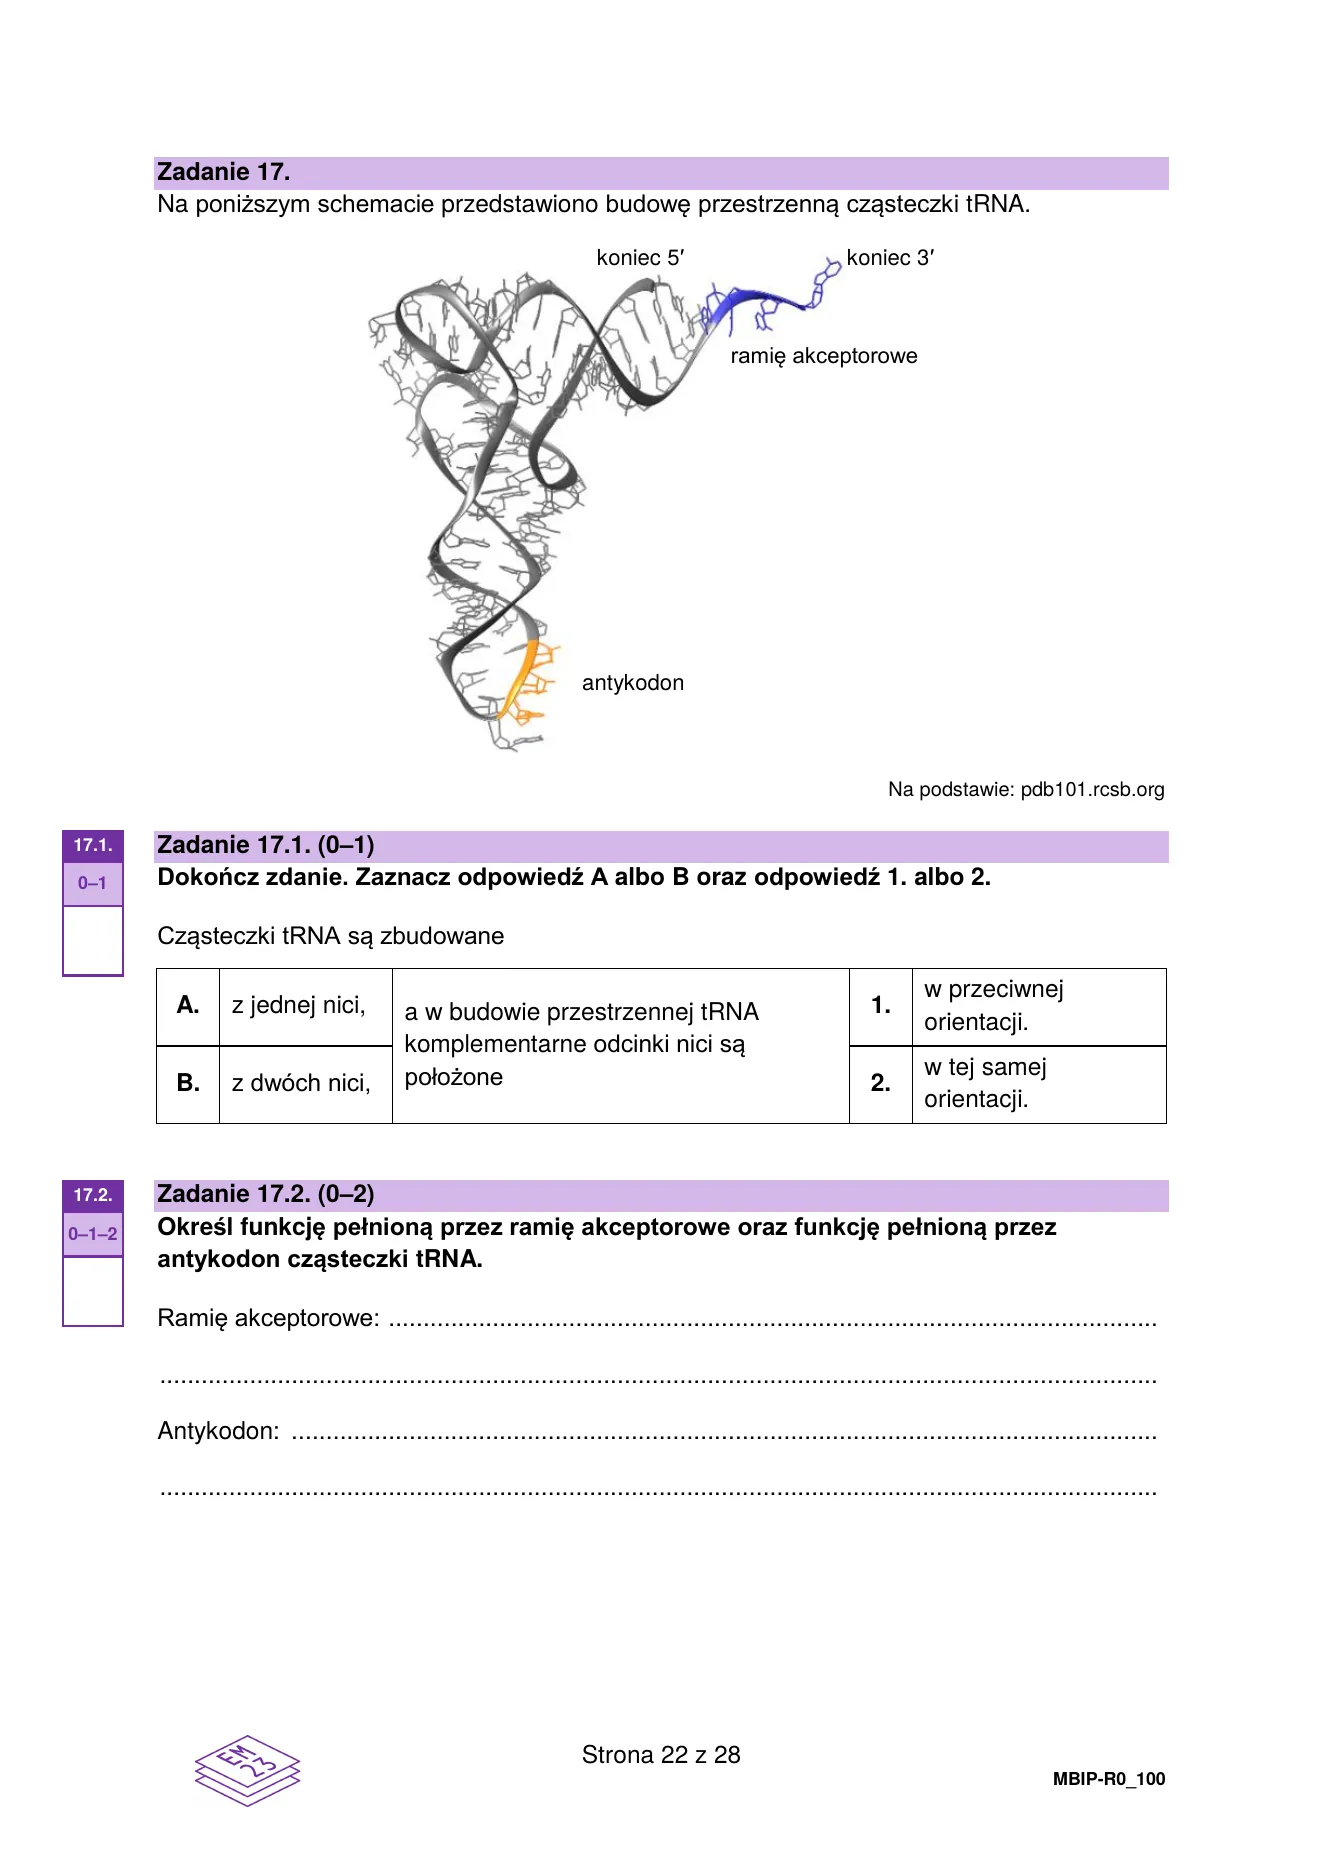 Zadanie 17.
Na poniższym schemacie przedstawiono budowę przestrzenną cząsteczki tRNA.
koniec 5′
koniec 3′
ramię akceptorowe
antykodon
Na podstawie: pdb101.rcsb.org
17.1.
0–1
Zadanie 17.1. (0–1)
Dokończ zdanie. Zaznacz odpowiedź A albo B oraz odpowiedź 1. albo 2.
Cząsteczki tRNA są zbudowane
A.
z jednej nici,
B.
z dwóch nici,
a w budowie przestrzennej tRNA
komplementarne odcinki nici są
położone
1.
w przeciwnej
orientacji.
2.
w tej samej
orientacji.
17.2.
0–1–2
Zadanie 17.2. (0–2)
Określ funkcję pełnioną przez ramię akceptorowe oraz funkcję pełnioną przez
antykodon cząsteczki tRNA.
Ramię akceptorowe: ................................................................................................................
.................................................................................................................................................
Antykodon: ..............................................................................................................................
.................................................................................................................................................
EM
23
Strona 22 z 28
MBIP-R0_100